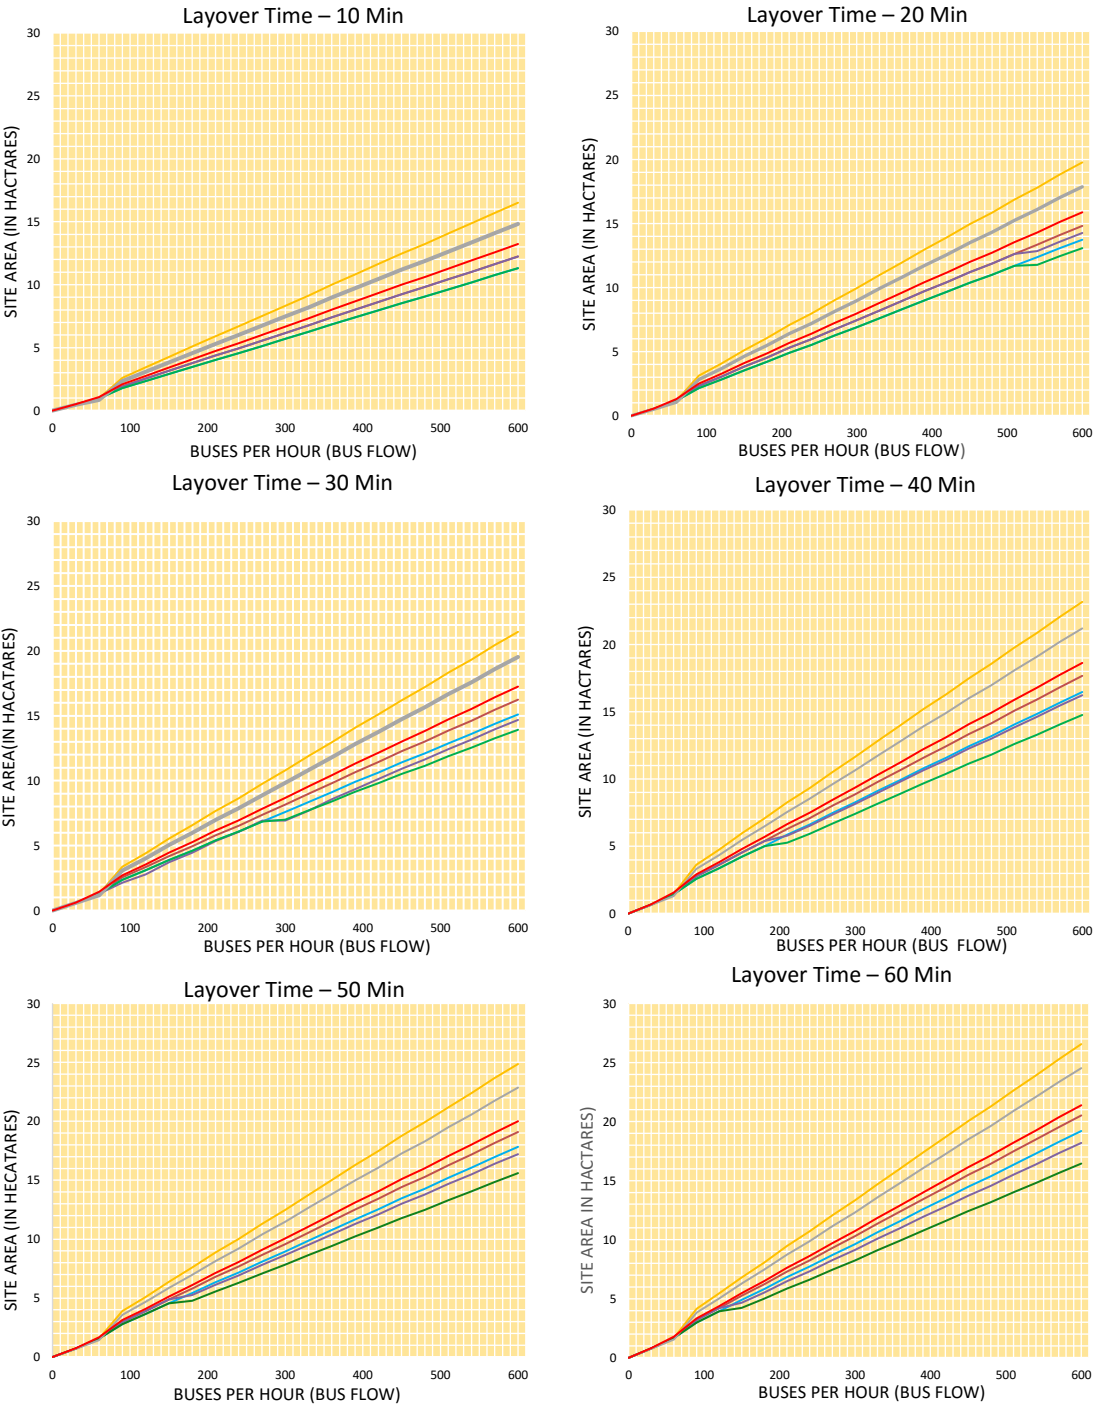 Layover Time – 10 Min
30
25
20
15
10
5
0
0 100 200 300 400 500 600
SITE AREA (IN HACTARES)
BUSES PER HOUR (BUS FLOW)
Layover Time – 20 Min
30
25
20
15
10
5
0
0 100 200 300 400 500 600
SITE AREA (IN HACTARES)
BUSES PER HOUR (BUS FLOW)
Layover Time – 30 Min
30
25
20
15
10
5
0
0 100 200 300 400 500 600
SITE AREA(IN HACATARES)
BUSES PER HOUR (BUS FLOW)
Layover Time – 40 Min
30
25
20
15
10
5
0
0 100 200 300 400 500 600
SITE AREA (IN HACTARES)
BUSES PER HOUR (BUS FLOW)
Layover Time – 50 Min
30
25
20
15
10
5
0
0 100 200 300 400 500 600
SITE AREA (IN HECATARES)
BUSES PER HOUR (BUS FLOW)
Layover Time – 60 Min
30
25
20
15
10
5
0
0 100 200 300 400 500 600
SITE AREA IN HACTARES)
BUSES PER HOUR (BUS FLOW)